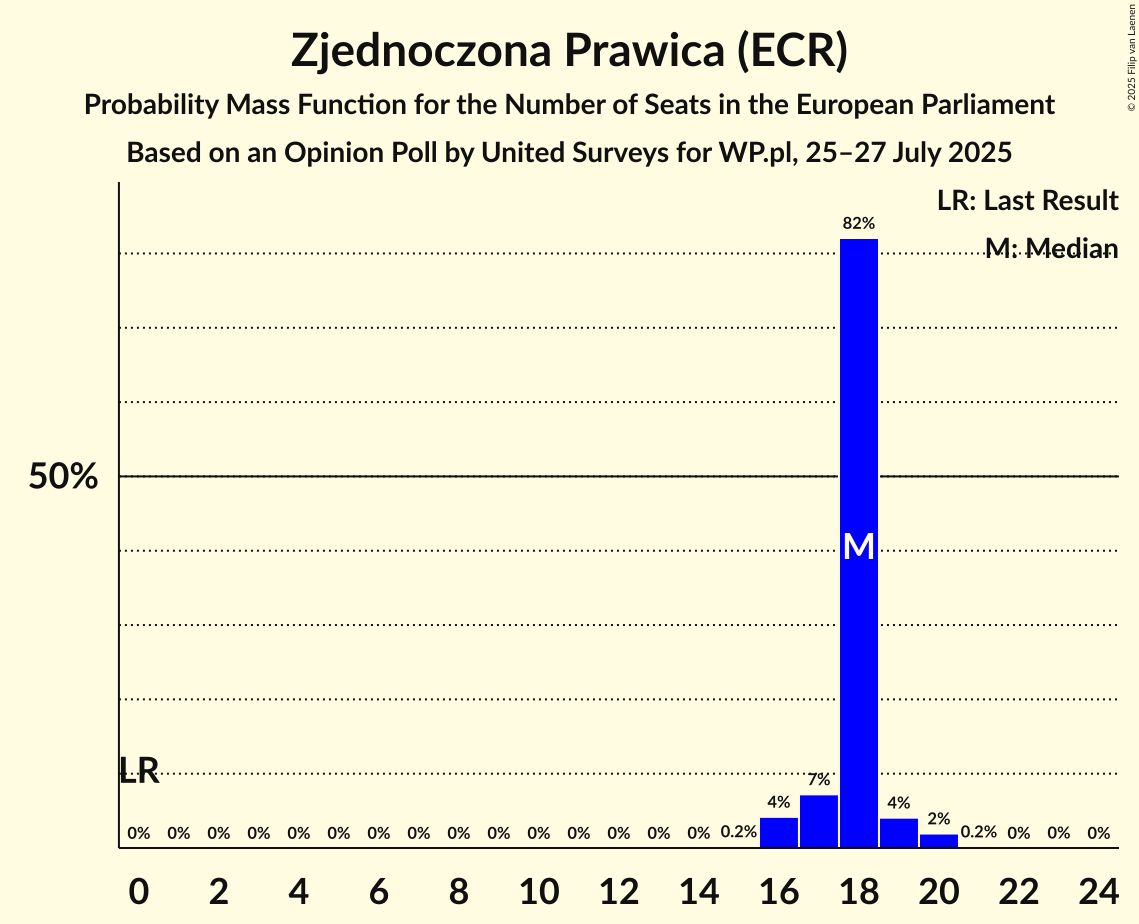 Zjednoczona Prawica (ECR)
Probability Mass Function for the Number of Seats in the European Parliament
Based on an Opinion Poll by United Surveys for WP.pl, 25–27 July 2025
© 2025 Filip van Laenen
LR: Last Result
M: Median
82%
50%
M
LR
0% 0% 0% 0% 0% 0% 0% 0% 0% 0% 0% 0% 0% 0% 0% 0.2% 4% 7% 4% 2% 0.2% 0% 0% 0%
0 2 4 6 8 10 12 14 16 18 20 22 24